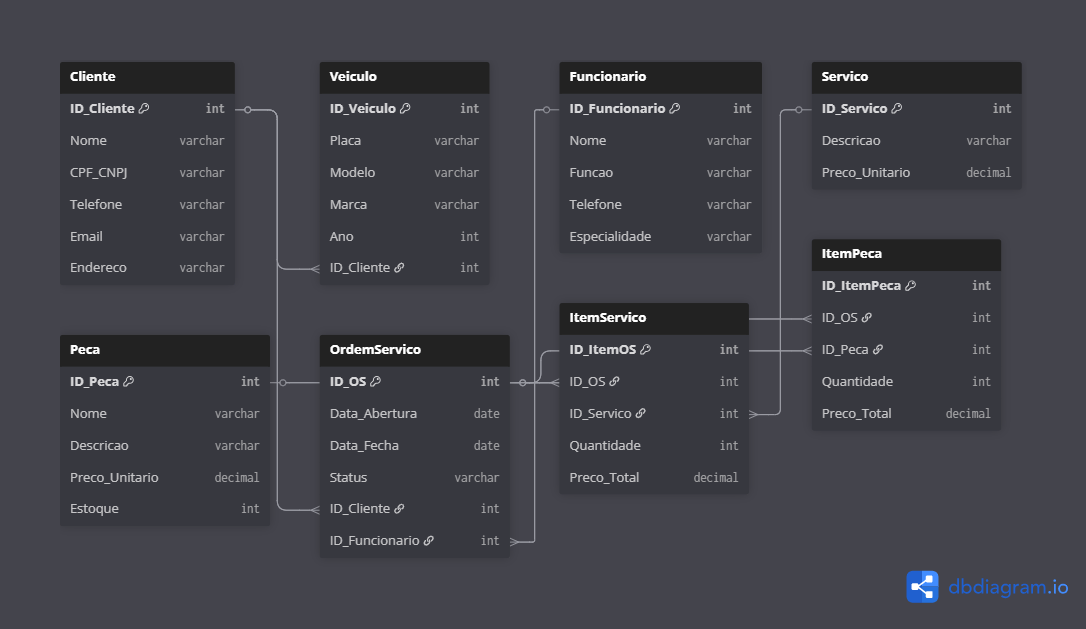 Cliente
ID_Cliente int
Nome varchar
CPF_CNPJ varchar
Telefone varchar
Email varchar
Endereco varchar
Veiculo
ID_Veiculo int
Placa varchar
Modelo varchar
Marca varchar
Ano int
ID_Cliente int
Funcionario
ID_Funcionario int
Nome varchar
Funcao varchar
Telefone varchar
Especialidade varchar
Servico
ID_Servico int
Descricao varchar
Preco_Unitario decimal
ItemPeca
ID_ItemPeca int
ID_OS int
ID_Peca int
Quantidade int
Preco_Total decimal
Peca
ID_Peca int
Nome varchar
Descricao varchar
Preco_Unitario decimal
Estoque int
OrdemServico
ID_OS int
Data_Abertura date
Data_Fecha date
Status varchar
ID_Cliente int
ID_Funcionario int
ItemServico
ID_ItemOS int
ID_OS int
ID_Servico int
Quantidade int
Preco_Total decimal
dbdiagram.io